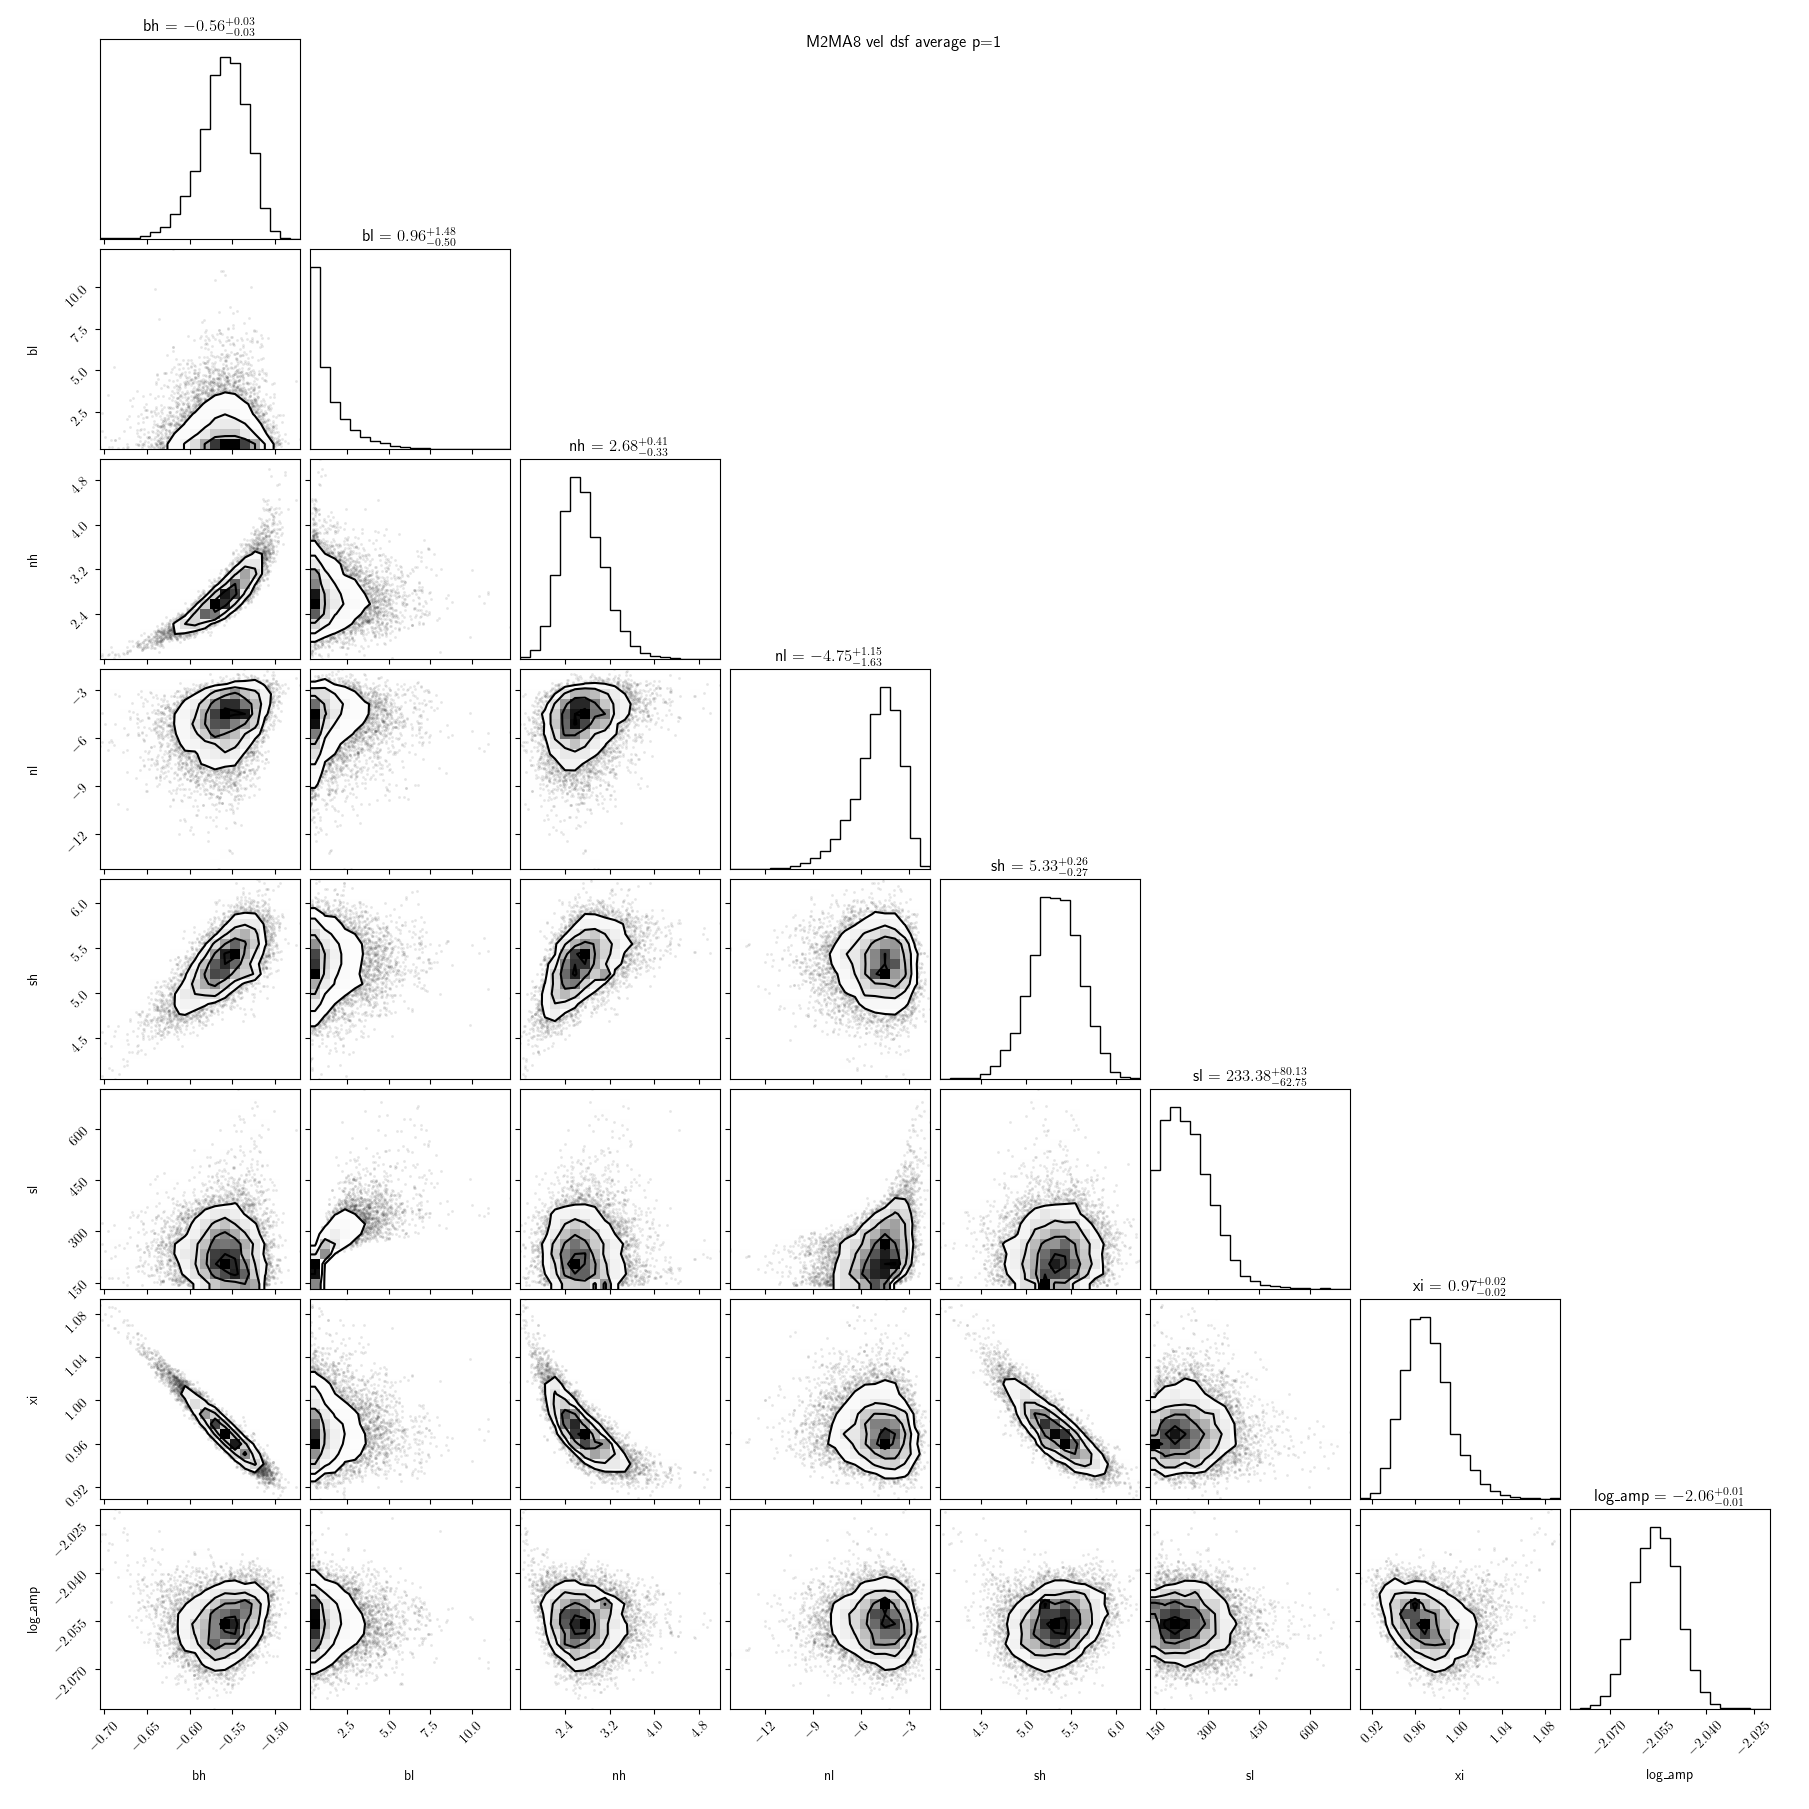 M2MA8 vel dsf average p=1
bh = −0.56+0.03−0.03
bl = 0.96+1.48−0.50
bl
10.0
7.5
5.0
2.5
nh = 2.68+0.41−0.33
nh
4.8
4.0
3.2
2.4
nl = −4.75+1.15−1.63
nl
−3
−6
−9
−12
sh = 5.33+0.26−0.27
sh
6.0
5.5
5.0
4.5
sl = 233.38+80.13−62.75
sl
600
450
300
150
xi = 0.97+0.02−0.02
xi
1.08
1.04
1.00
0.96
0.92
log_amp = −2.06+0.01−0.01
log_amp
−2.025
−2.040
−2.055
−2.070
−0.70 −0.65 −0.60 −0.55 −0.50 2.5 5.0 7.5 10.0 2.4 3.2 4.0 4.8 −12 −9 −6 −3 4.5 5.0 5.5 6.0 150 300 450 600 0.92 0.96 1.00 1.04 1.08 −2.070 −2.055 −2.040 −2.025
bh bl nh nl sh sl xi log_amp